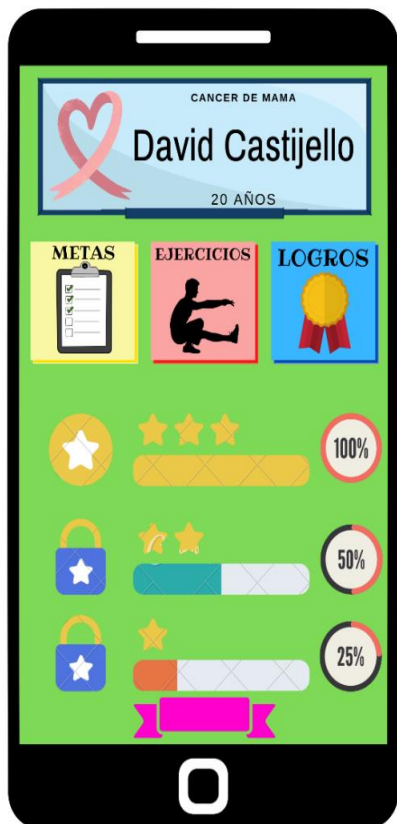 CANCER DE MAMA
David Castijello
20 AÑOS
METAS
EJERCICIOS
LOGROS
100%
50%
25%